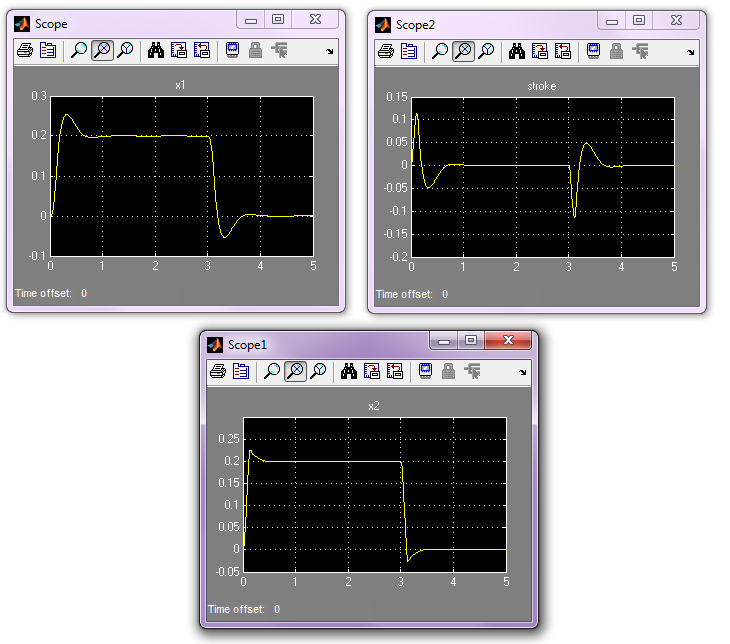 Scope
x1
0.3
0.2
0.1
0
-0.1
0 1 2 3 4 5
Time offset: 0
Scope2
stroke
0.15
0.1
0.05
0
-0.05
-0.1
-0.15
-0.2
0 1 2 3 4 5
Time offset: 0
Scope1
x2
0.25
0.2
0.15
0.1
0.05
0
-0.05
0 1 2 3 4 5
Time offset: 0